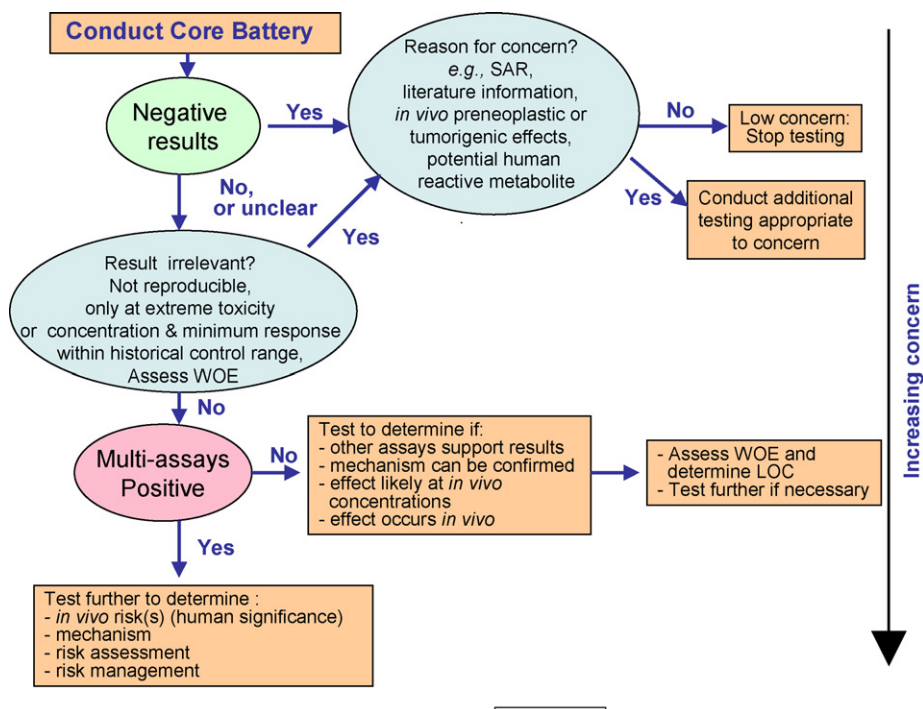 Conduct Core Battery
Negative
results
Yes
Reason for concern?
e.g., SAR,
literature information,
in vivo preneoplastic or
tumorigenic effects,
potential human
reactive metabolite
No
Low concern:
Stop testing
Yes
Conduct additional
testing appropriate
to concern
No,
or unclear
Yes
Result irrelevant?
Not reproducible,
only at extreme toxicity
or concentration & minimum response
within historical control range,
Assess WOE
No
Multi-assays
Positive
No
Test to determine if:
- other assays support results
- mechanism can be confirmed
- effect likely at in vivo
concentrations
- effect occurs in vivo
- Assess WOE and
determine LOC
- Test further if necessary
Yes
Test further to determine :
- in vivo risk(s) (human significance)
- mechanism
- risk assessment
- risk management
Increasing concern